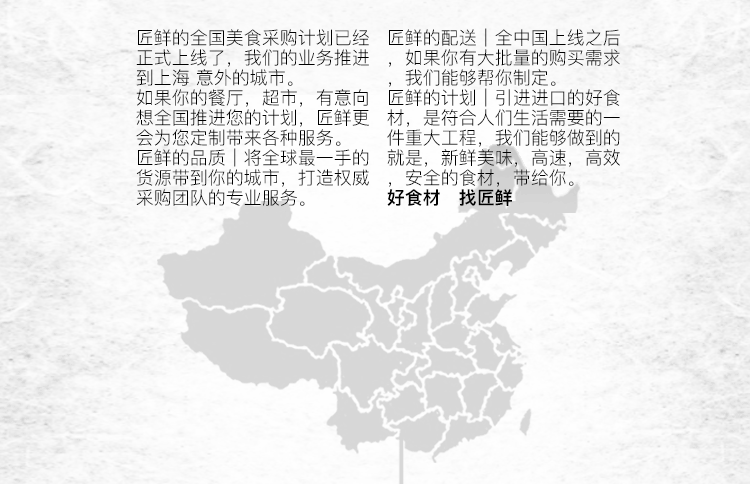 匠鲜的全国美食采购计划已经
正式上线了，我们的业务推进
到上海 意外的城市。
如果你的餐厅，超市，有意向
想全国推进您的计划，匠鲜更
会为您定制带来各种服务。
匠鲜的品质｜将全球最一手的
货源带到你的城市，打造权威
采购团队的专业服务。
匠鲜的配送｜全中国上线之后
，如果你有大批量的购买需求
，我们能够帮你制定。
匠鲜的计划｜引进进口的好食
材，是符合人们生活需要的一
件重大工程，我们能够做到的
就是，新鲜美味，高速，高效
，安全的食材，带给你。
好食材　找匠鲜